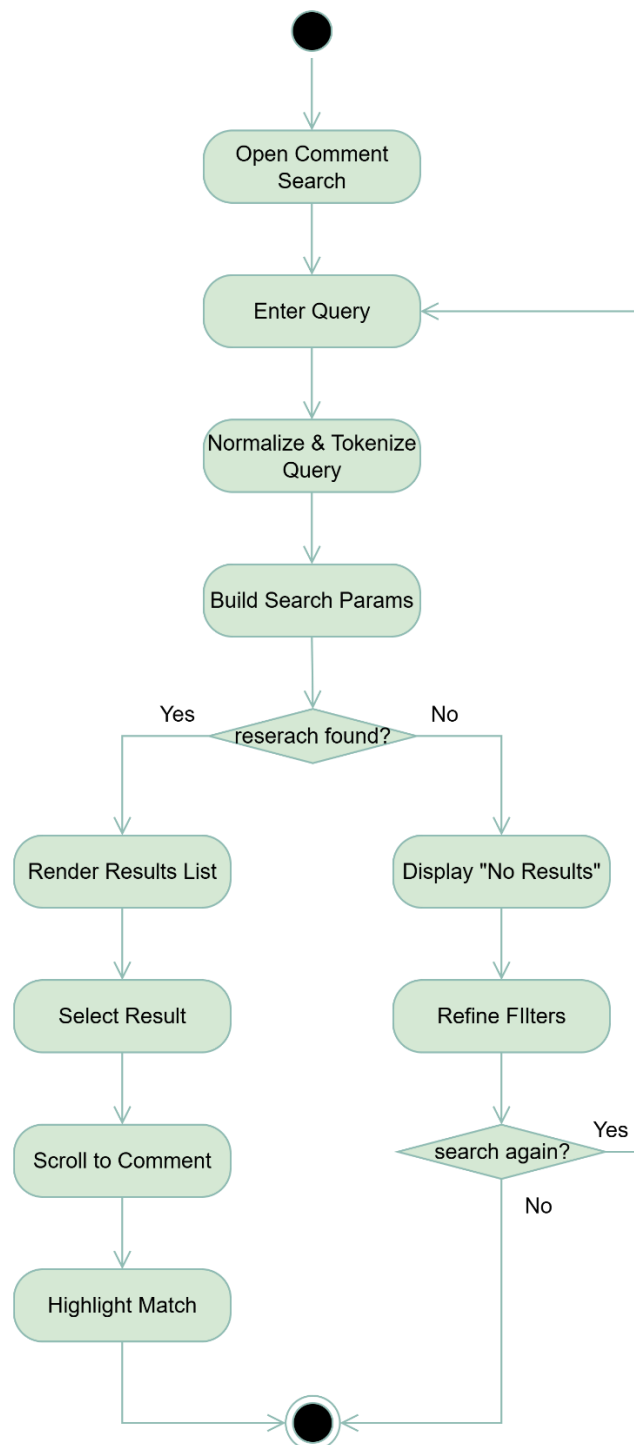 Open Comment
Search
Enter Query
Normalize & Tokenize
Query
Build Search Params
Yes
reserach found?
No
Render Results List
Display "No Results"
Select Result
Refine FIlters
Scroll to Comment
search again?
Yes
No
Highlight Match